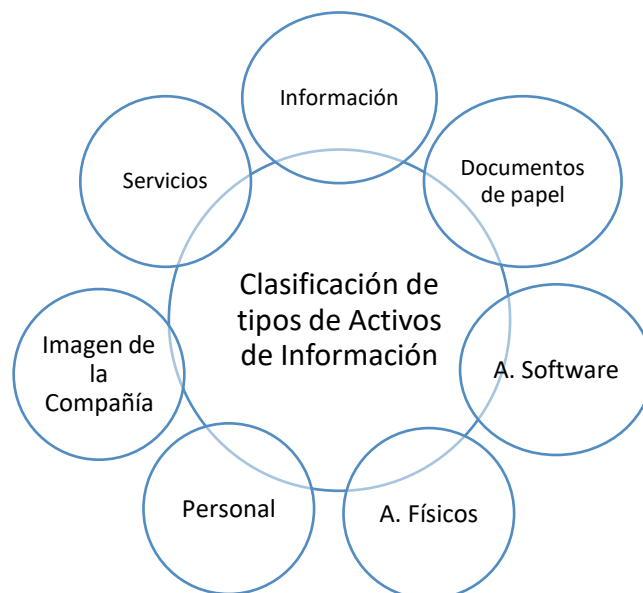 Información
Documentos
de papel
Servicios
Clasificación de
tipos de Activos
de Información
A. Software
Imagen de
la
Compañía
Personal
A. Físicos